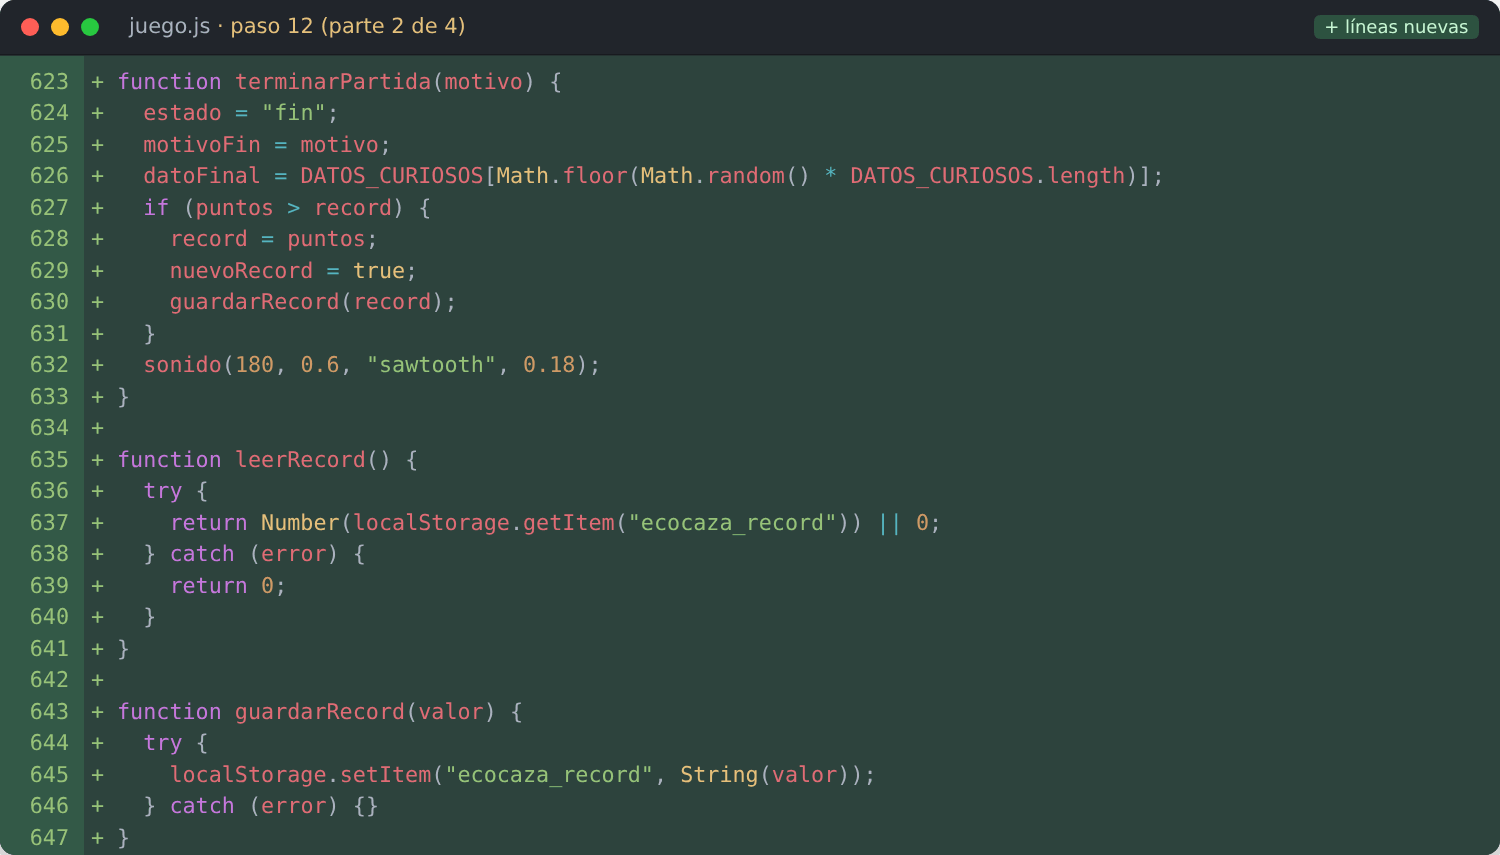 juego.js · paso 12 (parte 2 de 4)
+ líneas nuevas
623 + function terminarPartida(motivo) {
624 +   estado = "fin";
625 +   motivoFin = motivo;
626 +   datoFinal = DATOS_CURIOSOS[Math.floor(Math.random() * DATOS_CURIOSOS.length)];
627 +   if (puntos > record) {
628 +     record = puntos;
629 +     nuevoRecord = true;
630 +     guardarRecord(record);
631 +   }
632 +   sonido(180, 0.6, "sawtooth", 0.18);
633 + }
634 +
635 + function leerRecord() {
636 +   try {
637 +     return Number(localStorage.getItem("ecocaza_record")) || 0;
638 +   } catch (error) {
639 +     return 0;
640 +   }
641 + }
642 +
643 + function guardarRecord(valor) {
644 +   try {
645 +     localStorage.setItem("ecocaza_record", String(valor));
646 +   } catch (error) {}
647 + }